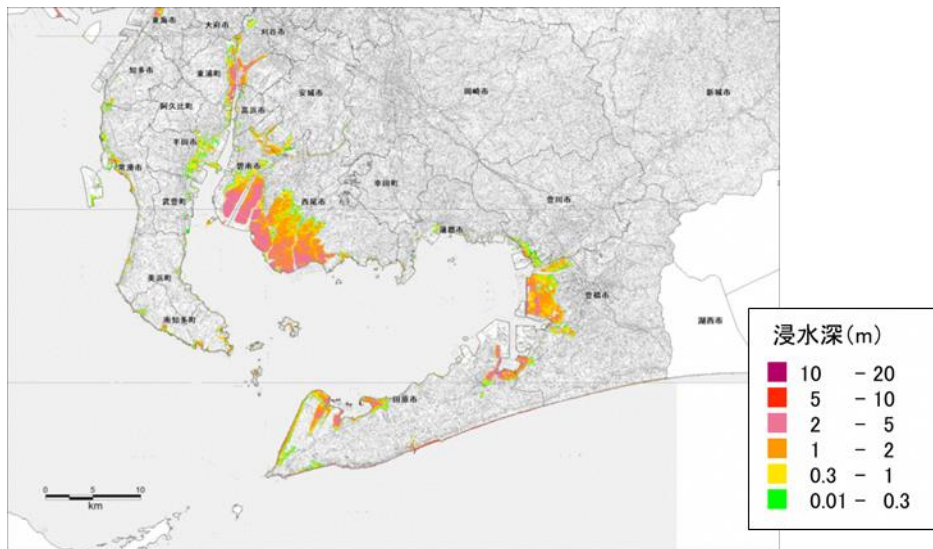 東海市
大府市
刈谷市
知多市
東浦町
安城市
岡崎市
新城市
阿久比町
高浜市
半田市
常滑市
碧南市
幸田町
武豊町
西尾市
豊川市
蒲郡市
美浜町
豊橋市
南知多町
湖西市
田原市
0 5 10
km
浸水深(m)
10 - 20
5 - 10
2 - 5
1 - 2
0.3 - 1
0.01 - 0.3